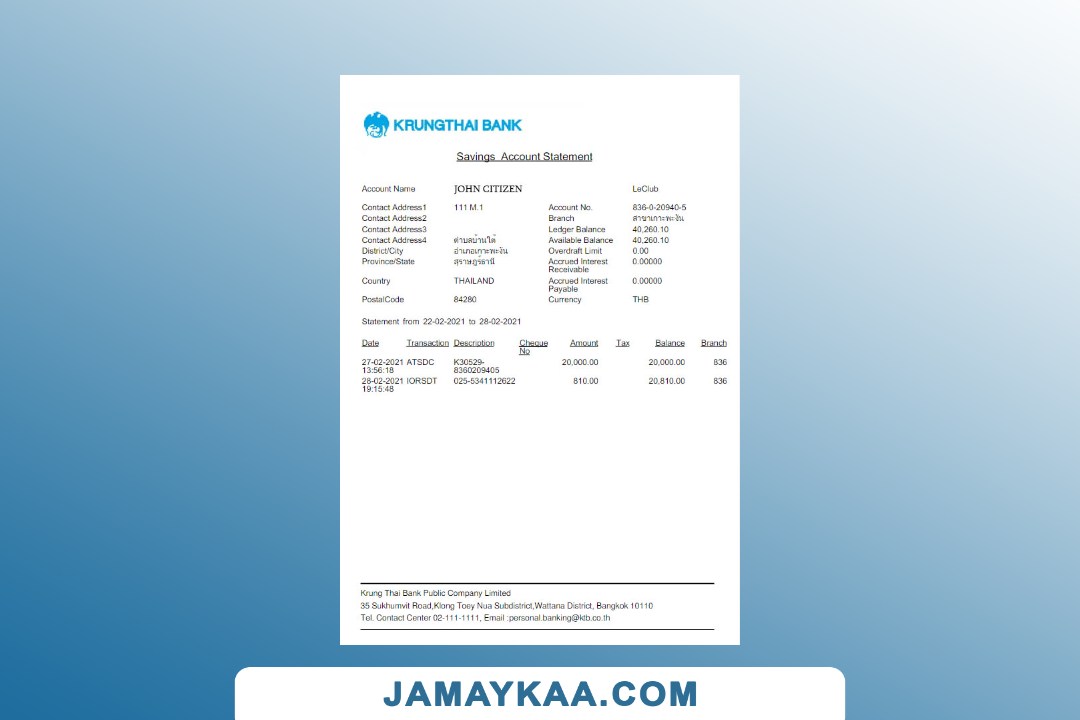 KRUNGTHAI BANK
Savings Account Statement
Account Name JOHN CITIZEN LeClub
Contact Address1 111 M.1 Account No. 836-0-20940-5
Contact Address2 Branch สาขาเกาะพะงัน
Contact Address3 Ledger Balance 40,260.10
Contact Address4 ตำบลบ้านใต้ Available Balance 40,260.10
District/City อำเภอเกาะพะงัน Overdraft Limit 0.00
Province/State สุราษฎร์ธานี Accrued Interest 0.00000
Receivable
Country THAILAND Accrued Interest 0.00000
Payable
PostalCode 84280 Currency THB
Statement from 22-02-2021 to 28-02-2021
Date Transaction Description Cheque Amount Tax Balance Branch
No
27-02-2021 ATSDC K30529- 20,000.00 20,000.00 836
13:56:18 8360209405
28-02-2021 IORSDT 025-5341112622 810.00 20,810.00 836
19:15:48
Krung Thai Bank Public Company Limited
35 Sukhumvit Road,Klong Toey Nua Subdistrict,Wattana District, Bangkok 10110
Tel. Contact Center 02-111-1111, Email :personal.banking@ktb.co.th
JAMAYKAA.COM